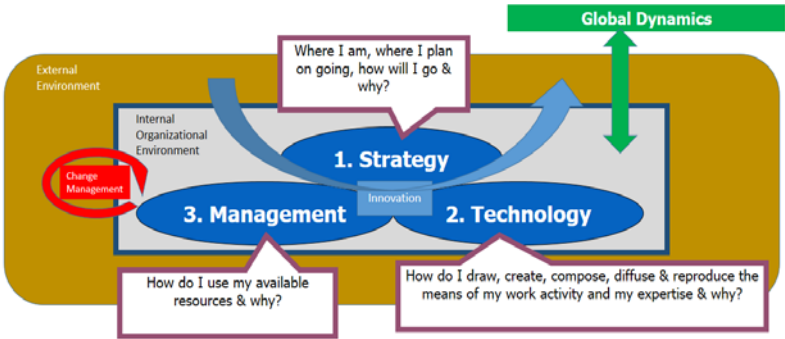 Global Dynamics
Where I am, where I plan
on going, how will I go &
why?
External
Environment
Internal
Organizational
Environment
1. Strategy
Change
Management
Innovation
3. Management
2. Technology
How do I use my available
resources & why?
How do I draw, create, compose, diffuse & reproduce the
means of my work activity and my expertise & why?